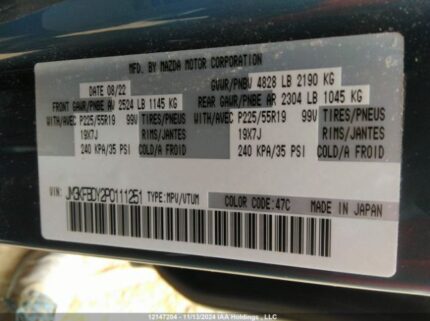 MFD. BY MAZDA MOTOR CORPORATION
DATE 08/22
GVWR/PNBV 4828 LB 2190 KG
FRONT GAWR/PNBE AV 2524 LB 1145 KG
REAR GAWR/PNBE AR 2304 LB 1045 KG
WITH/AVEC P225/55R19 99V TIRES/PNEUS
19X7J RIMS/JANTES
240 KPA/35 PSI COLD/A FROID
WITH/AVEC P225/55R19 99V TIRES/PNEUS
19X7J RIMS/JANTES
240 KPA/35 PSI COLD/A FROID
VIN: JM3KFBDY2P0111251 TYPE:MPV/VTUM
COLOR CODE:47C MADE IN JAPAN
12147204 - 11/13/2024 IAA Holdings, LLC